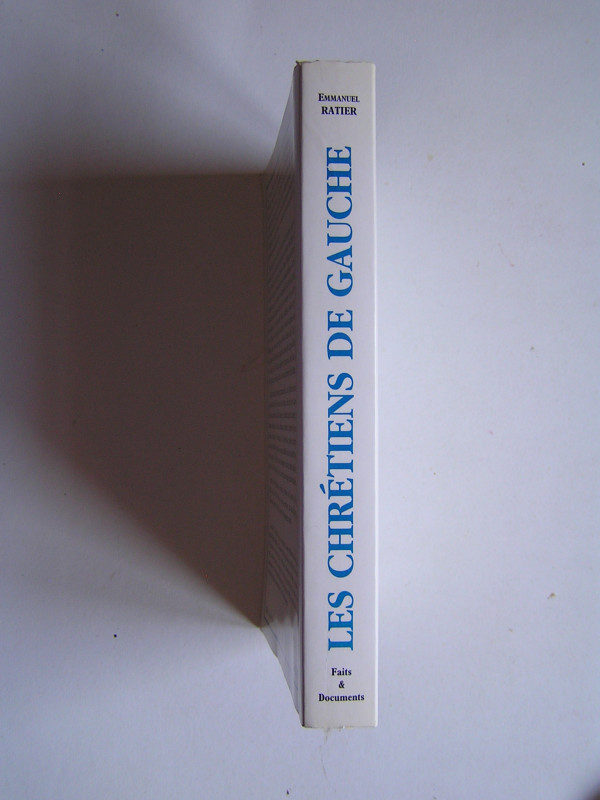 EMMANUEL
RATIER
LES CHRÉTIENS DE GAUCHE
Faits
&
Documents